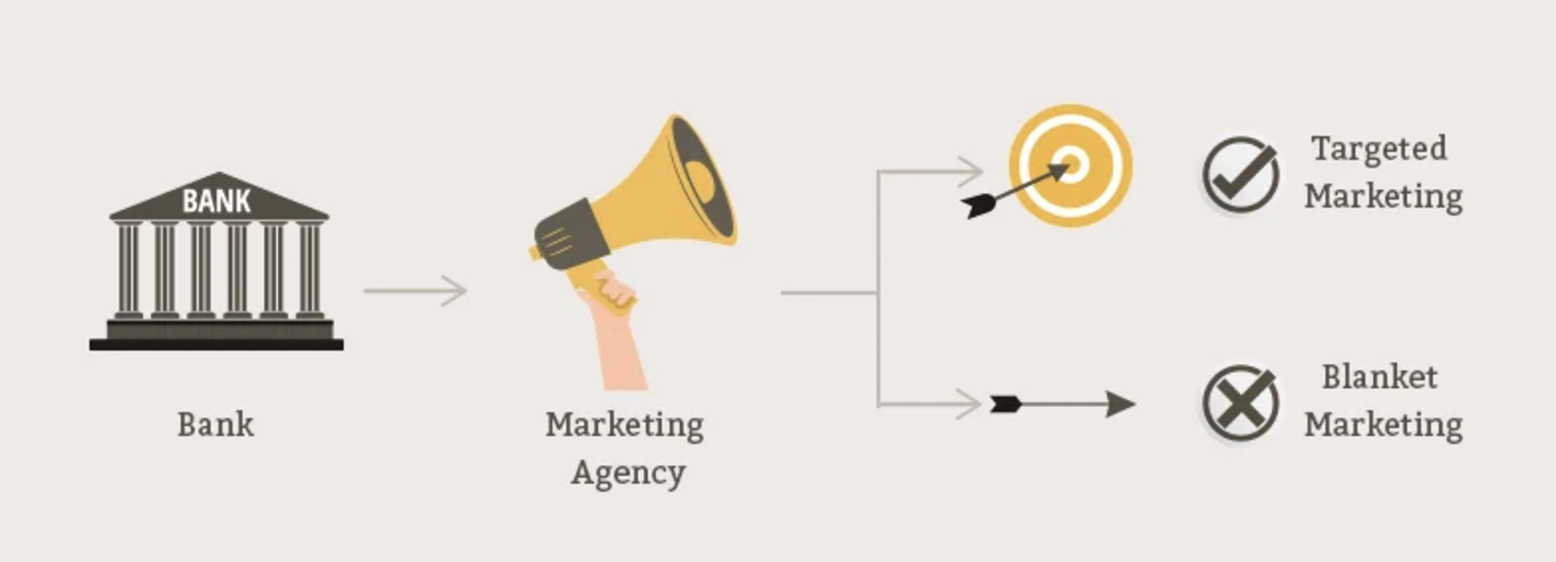 BANK
Bank
Marketing
Agency
Targeted
Marketing
Blanket
Marketing